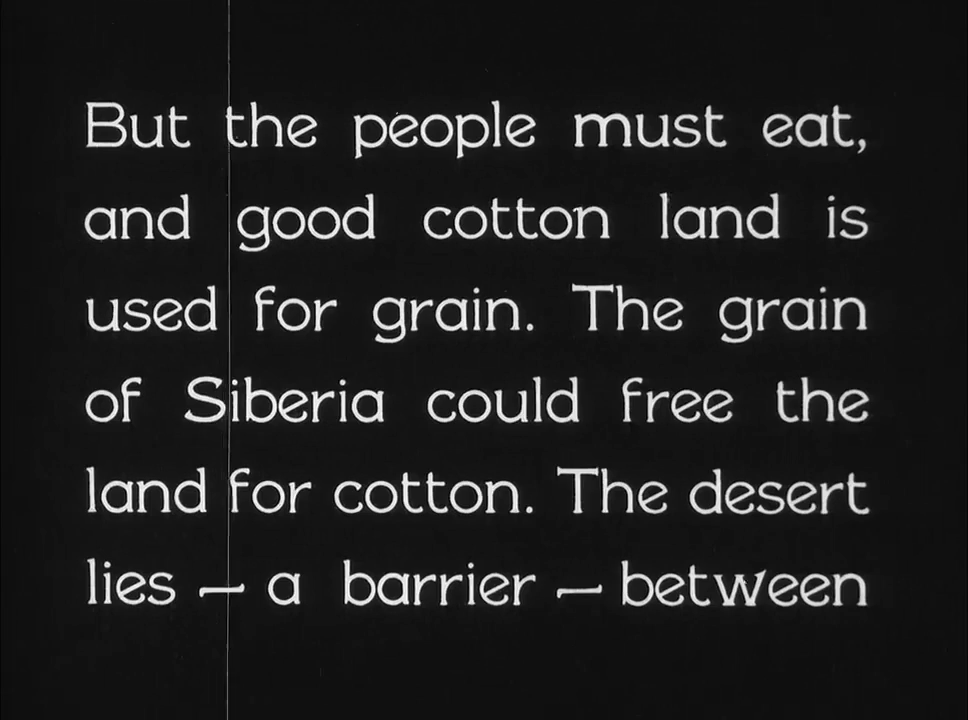 But the people must eat,
and good cotton land is
used for grain. The grain
of Siberia could free the
land for cotton. The desert
lies — a barrier — between